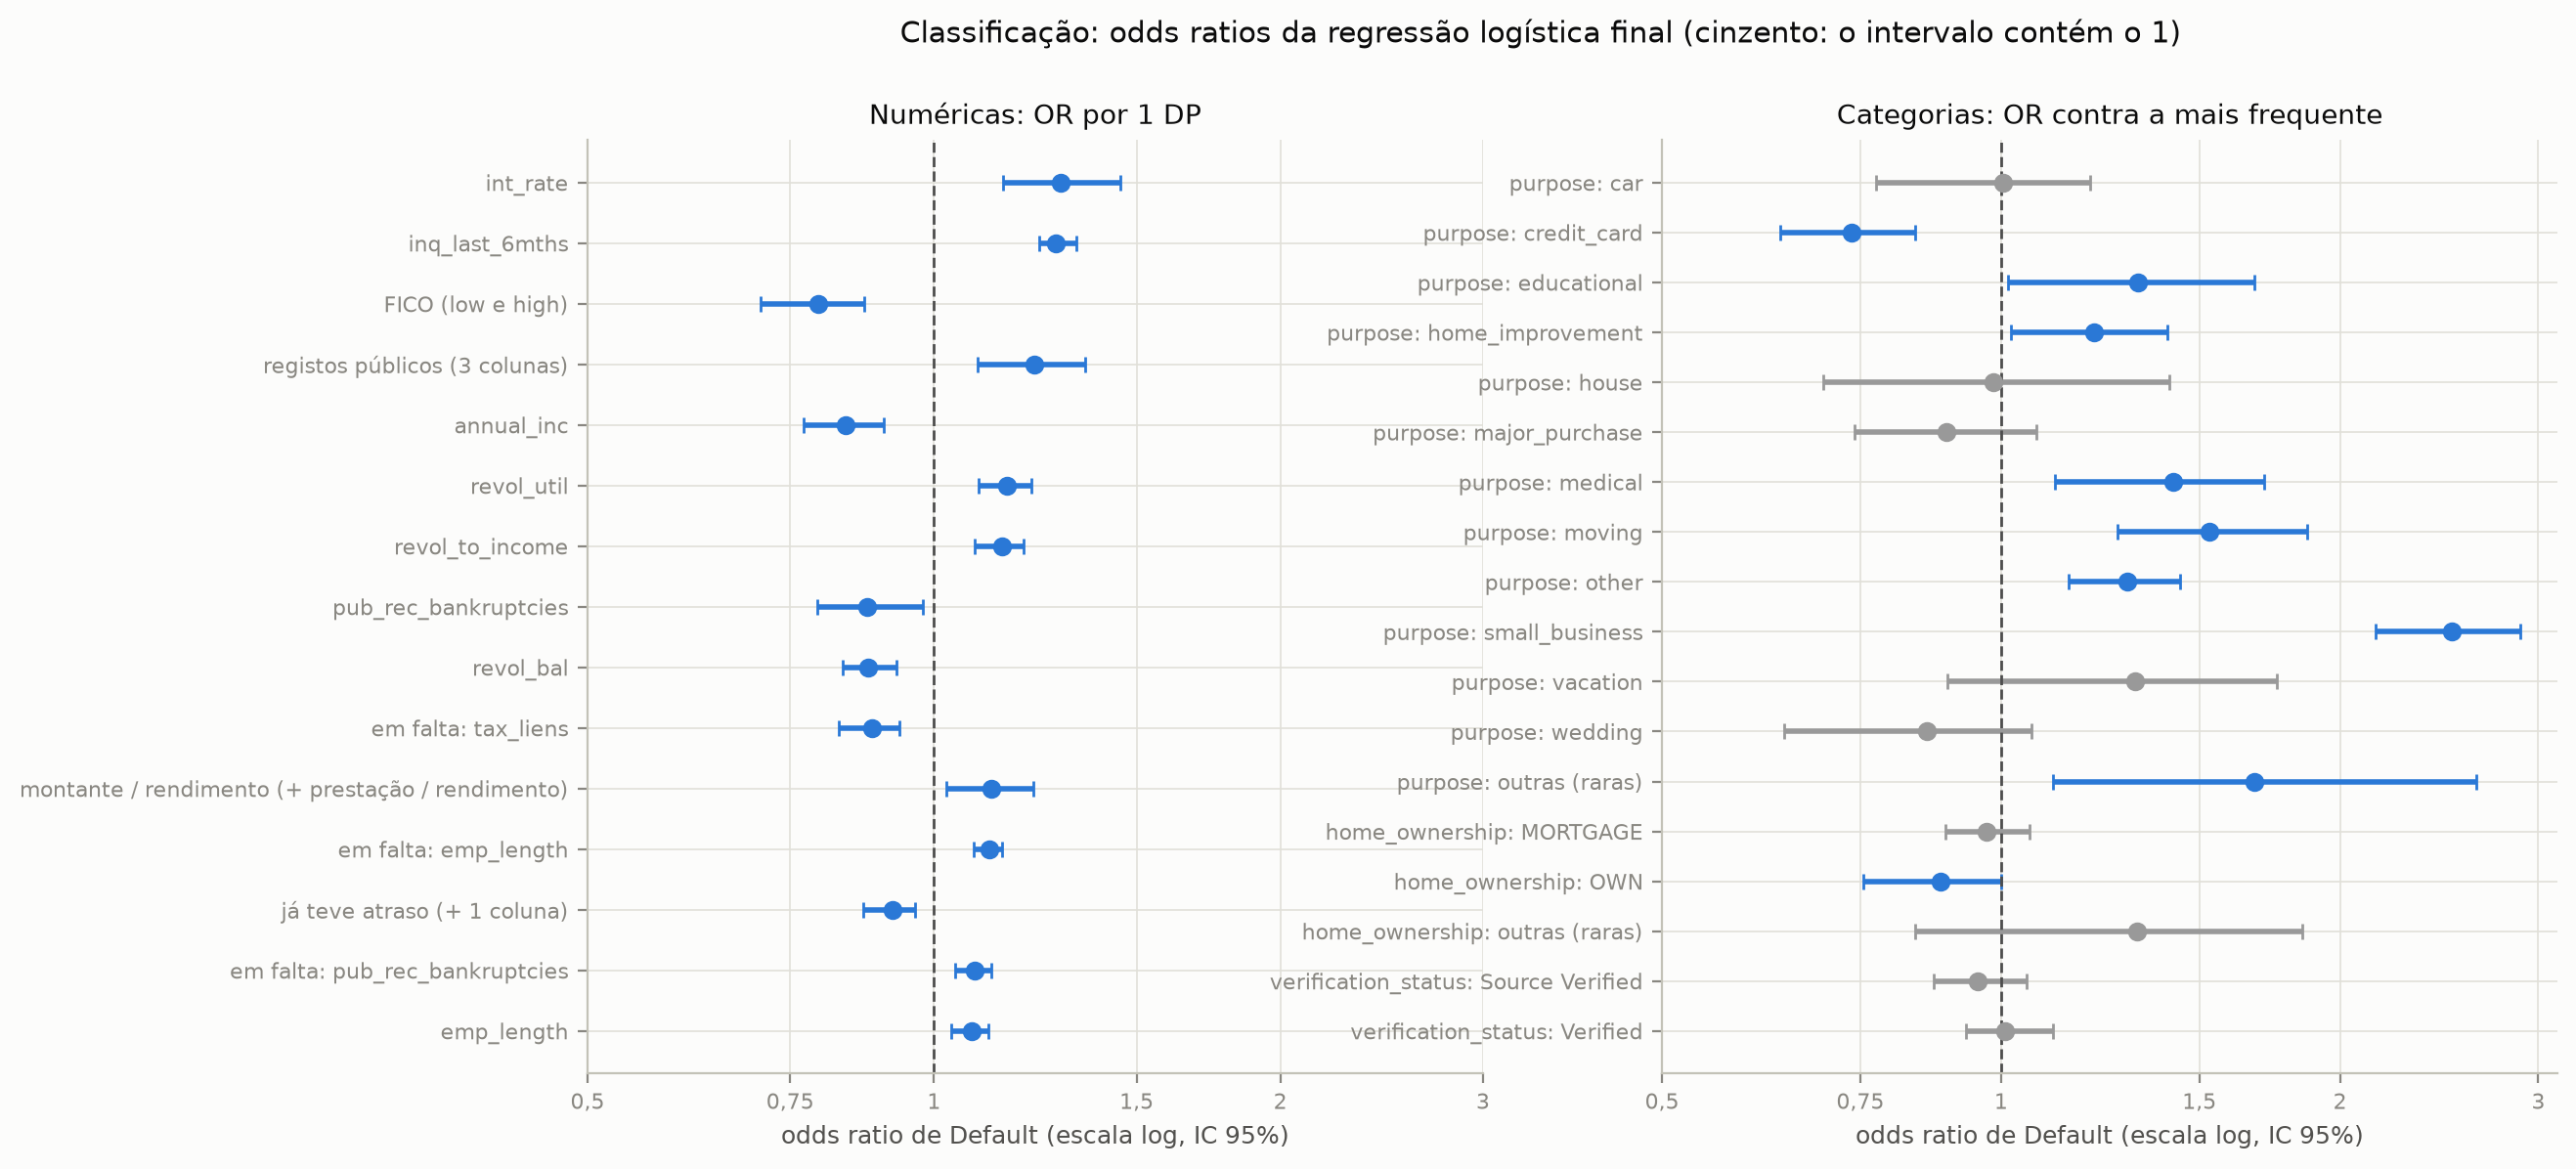 Classificação: odds ratios da regressão logística final (cinzento: o intervalo contém o 1)
Numéricas: OR por 1 DP
int_rate
inq_last_6mths
FICO (low e high)
registos públicos (3 colunas)
annual_inc
revol_util
revol_to_income
pub_rec_bankruptcies
revol_bal
em falta: tax_liens
montante / rendimento (+ prestação / rendimento)
em falta: emp_length
já teve atraso (+ 1 coluna)
em falta: pub_rec_bankruptcies
emp_length
0,5 0,75 1 1,5 2 3
odds ratio de Default (escala log, IC 95%)
Categorias: OR contra a mais frequente
purpose: car
purpose: credit_card
purpose: educational
purpose: home_improvement
purpose: house
purpose: major_purchase
purpose: medical
purpose: moving
purpose: other
purpose: small_business
purpose: vacation
purpose: wedding
purpose: outras (raras)
home_ownership: MORTGAGE
home_ownership: OWN
home_ownership: outras (raras)
verification_status: Source Verified
verification_status: Verified
0,5 0,75 1 1,5 2 3
odds ratio de Default (escala log, IC 95%)